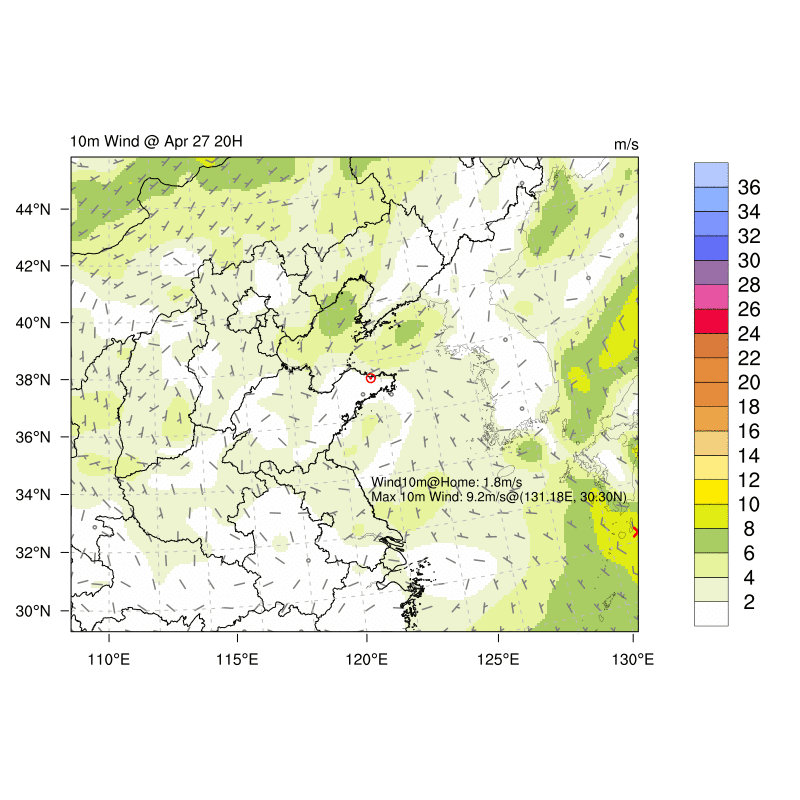 10m Wind @ Apr 27 20H
m/s
44°N
42°N
40°N
38°N
36°N
34°N
32°N
30°N
Wind10m@Home: 1.8m/s
Max 10m Wind: 9.2m/s@(131.18E, 30.30N)
110°E
115°E
120°E
125°E
130°E
36
34
32
30
28
26
24
22
20
18
16
14
12
10
8
6
4
2